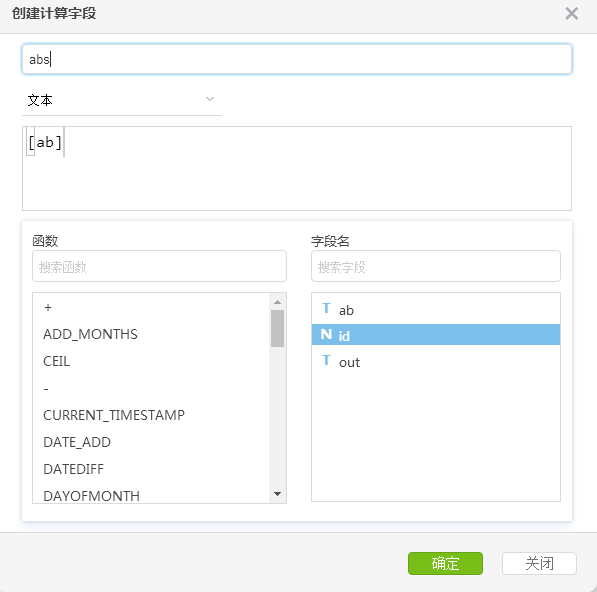 创建计算字段
abs
文本
[ab]
函数
搜索函数
+
ADD_MONTHS
CEIL
-
CURRENT_TIMESTAMP
DATE_ADD
DATEDIFF
DAYOFMONTH
字段名
搜索字段
T ab
N id
T out
确定
关闭